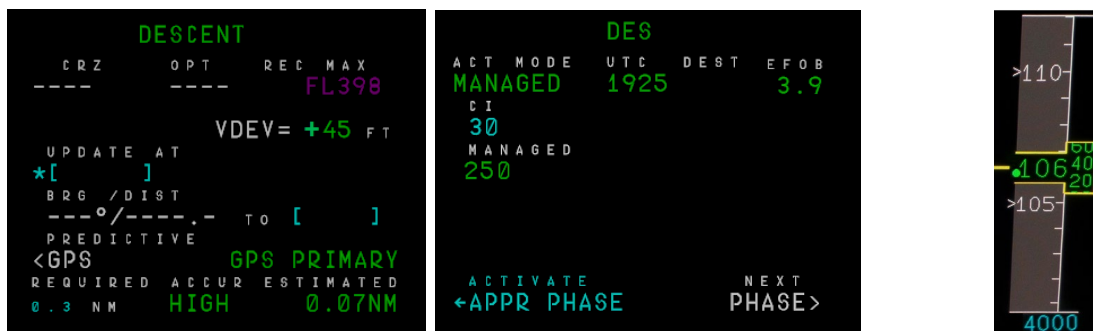 DESCENT
CRZ OPT REC MAX
---- ---- FL398
VDEV= +45 FT
UPDATE AT
*[ ]
BRG /DIST
---°/----.- TO [ ]
PREDICTIVE
<GPS GPS PRIMARY
REQUIRED ACCUR ESTIMATED
0.3 NM HIGH 0.07NM
DES
ACT MODE UTC DEST EFOB
MANAGED 1925 3.9
CI
30
MANAGED
250
ACTIVATE NEXT
←APPR PHASE PHASE>
>110
60
106 40
20
>105
4000